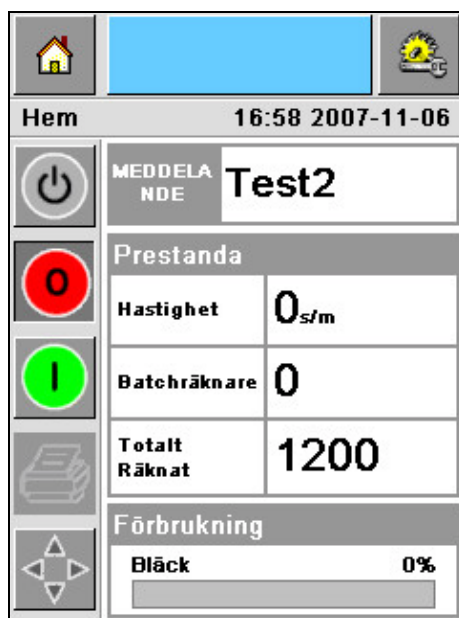 Hem 16:58 2007-11-06
MEDDELA
NDE
Test2
Prestanda
O
Hastighet 0s/m
I
Batchräknare 0
Totalt
Räknat
1200
Förbrukning
Bläck 0%